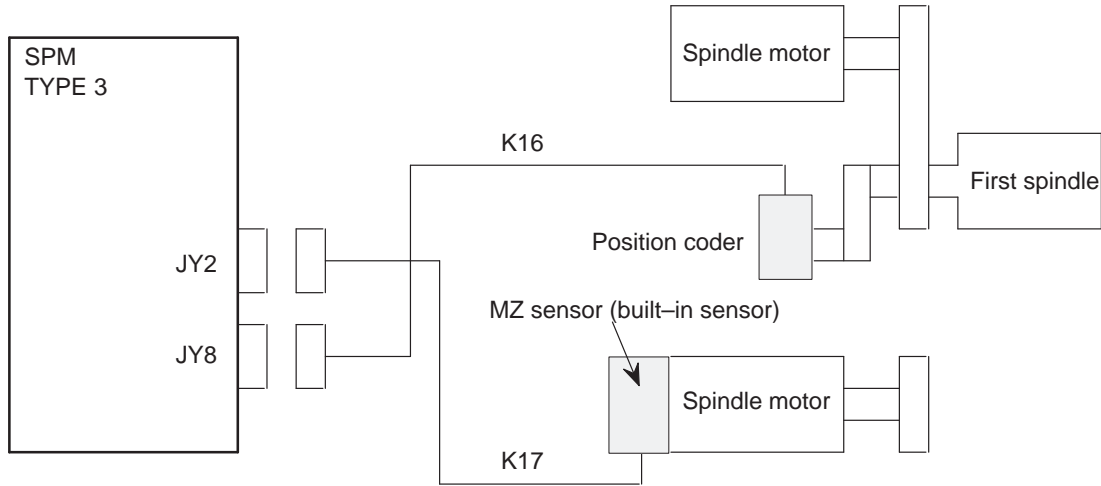 SPM
TYPE 3
Spindle motor
K16
First spindle
Position coder
JY2
MZ sensor (built–in sensor)
JY8
Spindle motor
K17